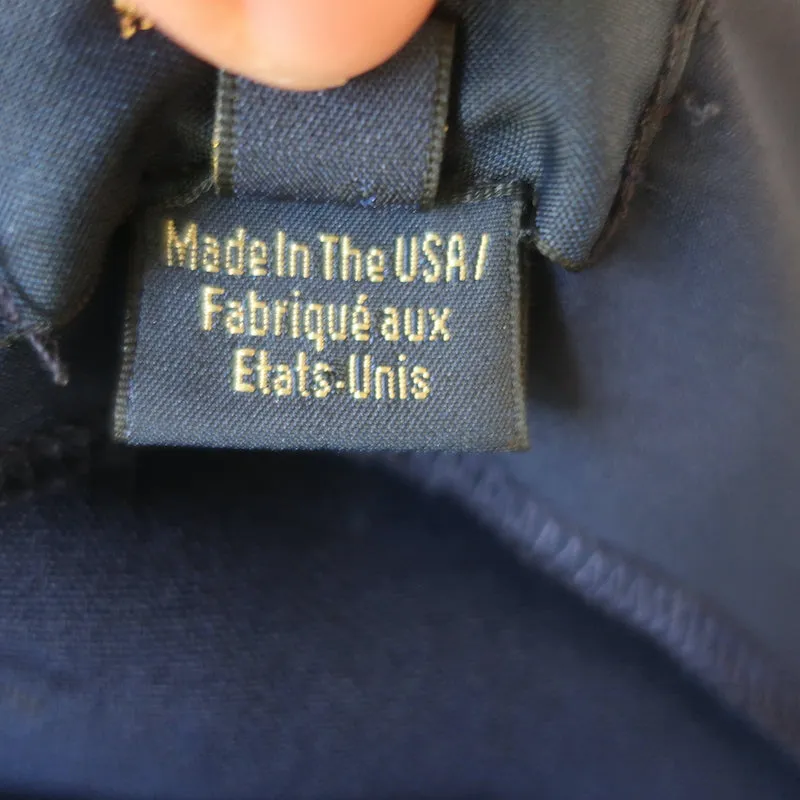 Made In The USA /
Fabriqué aux
Etats-Unis